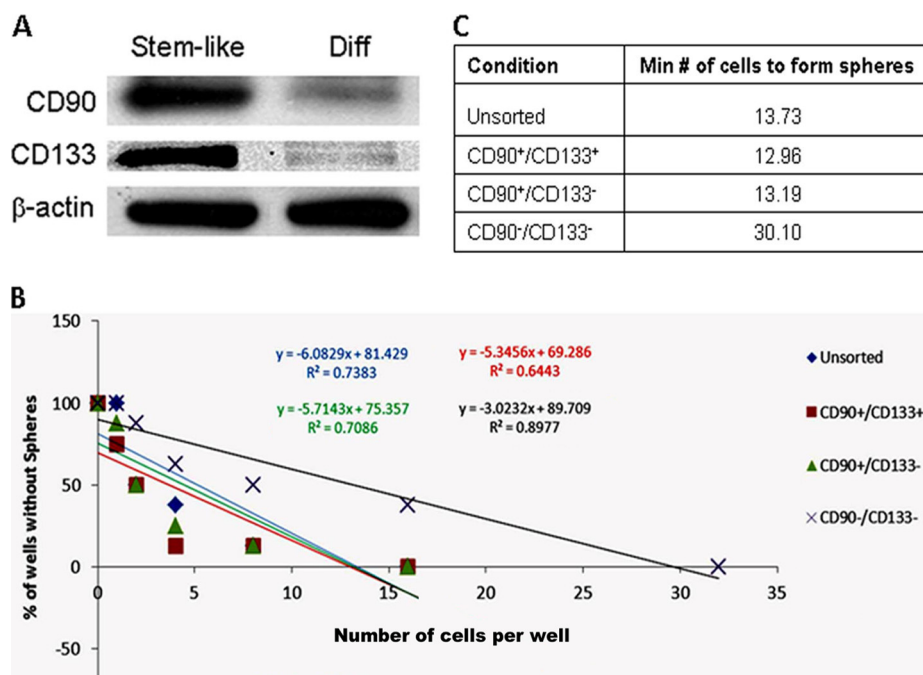 A
Stem-like Diff
CD90
CD133
β-actin
C
Condition Min # of cells to form spheres
Unsorted 13.73
CD90⁺/CD133⁺ 12.96
CD90⁺/CD133⁻ 13.19
CD90⁻/CD133⁻ 30.10
B
150
100
50
0
-50
0 5 10 15 20 25 30 35
% of wells without Spheres
Number of cells per well
y = -6.0829x + 81.429
R² = 0.7383
y = -5.3456x + 69.286
R² = 0.6443
y = -5.7143x + 75.357
R² = 0.7086
y = -3.0232x + 89.709
R² = 0.8977
Unsorted
CD90+/CD133+
CD90+/CD133-
CD90-/CD133-